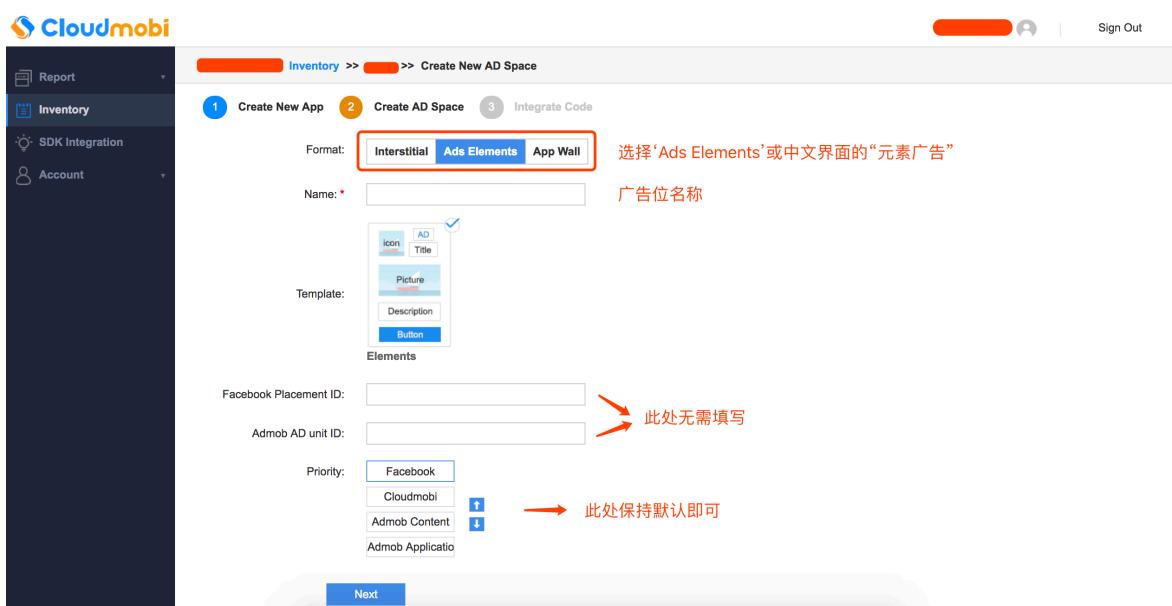 Cloudmobi
Sign Out
Report
Inventory
SDK Integration
Account
Inventory >> >> Create New AD Space
1 Create New App 2 Create AD Space 3 Integrate Code
Format: Interstitial Ads Elements App Wall 选择‘Ads Elements’或中文界面的“元素广告”
Name: * 广告位名称
icon AD
Title
Picture
Template:
Description
Button
Elements
Facebook Placement ID:
此处无需填写
Admob AD unit ID:
Priority: Facebook
Cloudmobi
此处保持默认即可
Admob Content
Admob Applicatio
Next